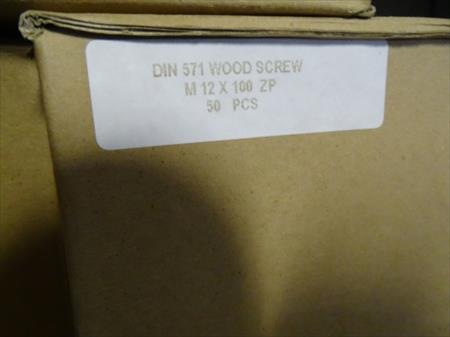 DIN 571 WOOD SCREW
M 12 X 100 ZP
50 PCS